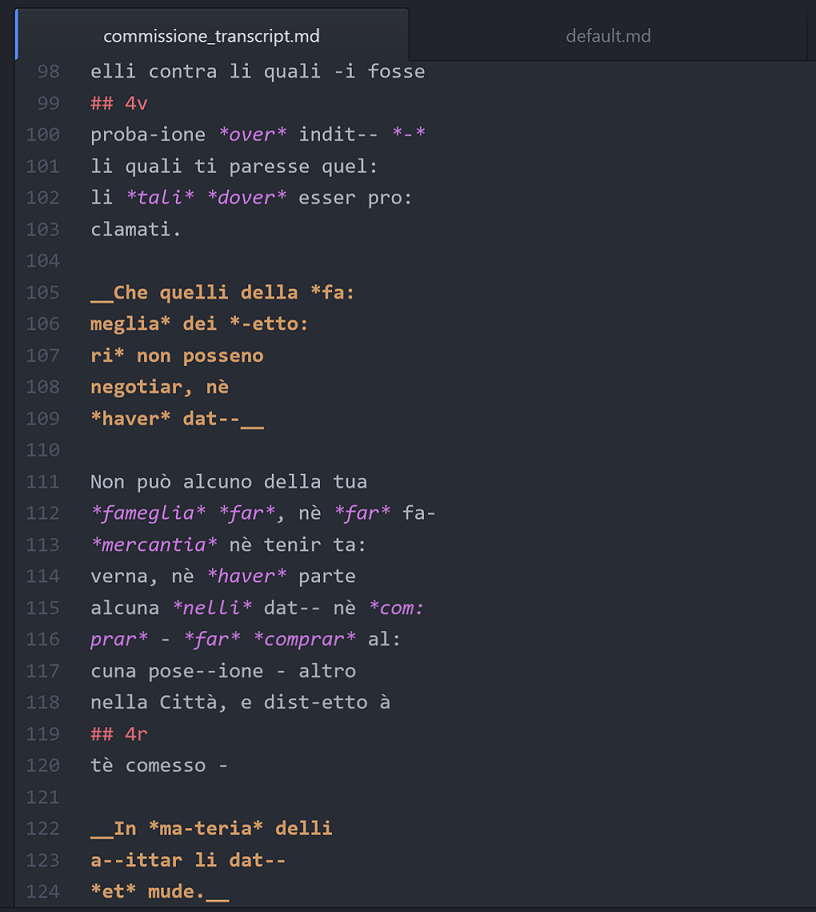 commissione_transcript.md default.md
98 elli contra li quali -i fosse
99 ## 4v
100 proba-ione *over* indit-- *-*
101 li quali ti paresse quel:
102 li *tali* *dover* esser pro:
103 clamati.
104
105 __Che quelli della *fa:
106 meglia* dei *-etto:
107 ri* non posseno
108 negotiar, nè
109 *haver* dat--__
110
111 Non può alcuno della tua
112 *fameglia* *far*, nè *far* fa-
113 *mercantia* nè tenir ta:
114 verna, nè *haver* parte
115 alcuna *nelli* dat-- nè *com:
116 prar* - *far* *comprar* al:
117 cuna pose--ione - altro
118 nella Città, e dist-etto à
119 ## 4r
120 tè comesso -
121
122 __In *ma-teria* delli
123 a--ittar li dat--
124 *et* mude.__